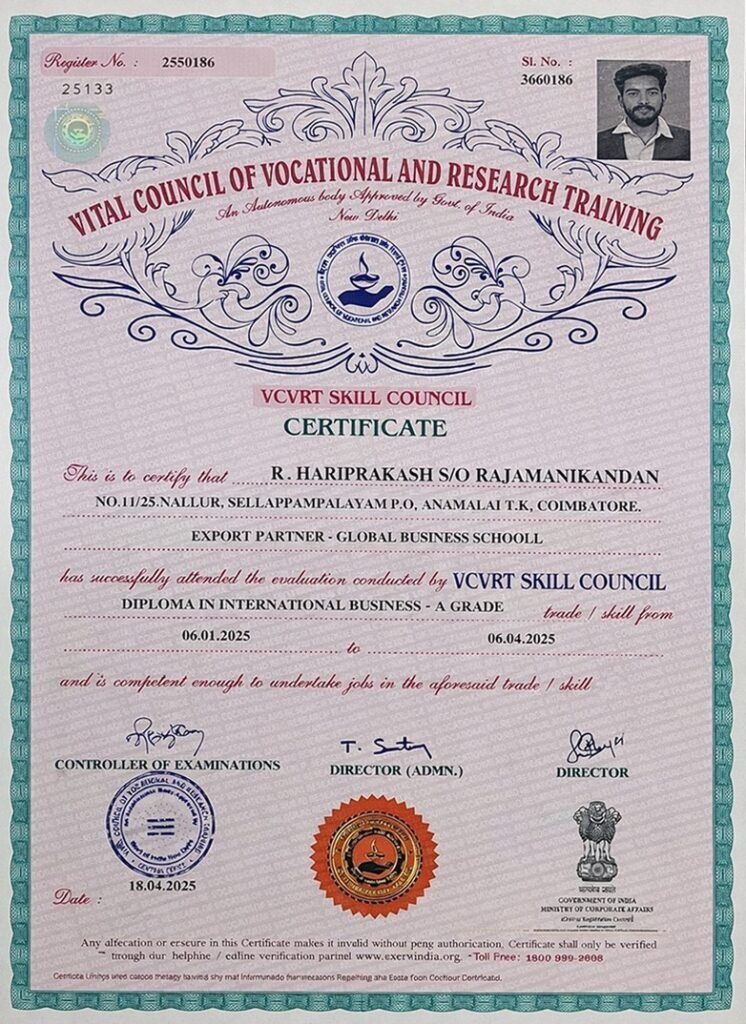 Register No. : 2550186
25133
Sl. No. :
3660186
VITAL COUNCIL OF VOCATIONAL AND RESEARCH TRAINING
An Autonomous body Approved by Govt. of India
New Delhi
VCVRT SKILL COUNCIL
CERTIFICATE
This is to certify that R. HARIPRAKASH S/O RAJAMANIKANDAN
NO.11/25.NALLUR, SELLAPPAMPALAYAM P.O, ANAMALAI T.K, COIMBATORE.
EXPORT PARTNER - GLOBAL BUSINESS SCHOOLL
has successfully attended the evaluation conducted by VCVRT SKILL COUNCIL
DIPLOMA IN INTERNATIONAL BUSINESS - A GRADE trade / skill from
06.01.2025 to 06.04.2025
and is competent enough to undertake jobs in the aforesaid trade / skill
CONTROLLER OF EXAMINATIONS
DIRECTOR (ADMN.)
DIRECTOR
18.04.2025
Date :
GOVERNMENT OF INDIA
MINISTRY OF CORPORATE AFFAIRS
Any alfecation or erscure in this Certificate makes it invalid without peng authorication. Certificate shall only be verified
through our helphine / edline verification parinel www.exerwindia.org, -Toll Pree: 1800 999-2608